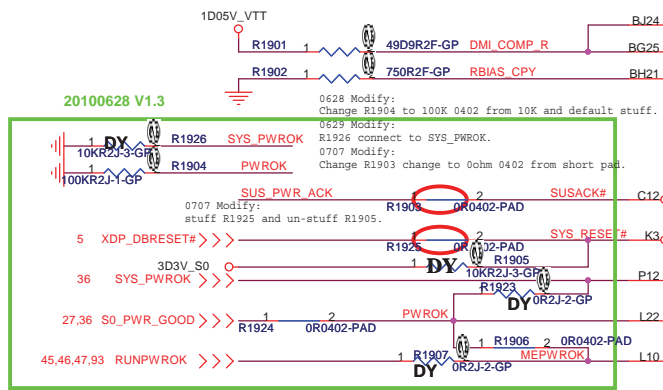 1D05V_VTT
BJ24
R1901 1 49D9R2F-GP DMI_COMP_R BG25
R1902 1 750R2F-GP RBIAS_CPY BH21
20100628 V1.3
0628 Modify:
Change R1904 to 100K 0402 from 10K and default stuff.
0629 Modify:
R1926 connect to SYS_PWROK.
0707 Modify:
Change R1903 change to 0ohm 0402 from short pad.
1 DY R1926 SYS_PWROK
10KR2J-3-GP
1 R1904 PWROK
100KR2J-1-GP
SUS_PWR_ACK 1 2 SUSACK# C12
R1903 0R0402-PAD
0707 Modify:
stuff R1925 and un-stuff R1905.
5 XDP_DBRESET# 1 2 SYS_RESET# K3
R1925 0R0402-PAD
3D3V_S0 1 DY R1905
10KR2J-3-GP
36 SYS_PWROK P12
R1923 1 DY 0R2J-2-GP
27,36 S0_PWR_GOOD 1 2 PWROK L22
R1924 0R0402-PAD
1 R1906 2 0R0402-PAD
45,46,47,93 RUNPWROK 1 R1907 MEPWROK L10
DY 0R2J-2-GP